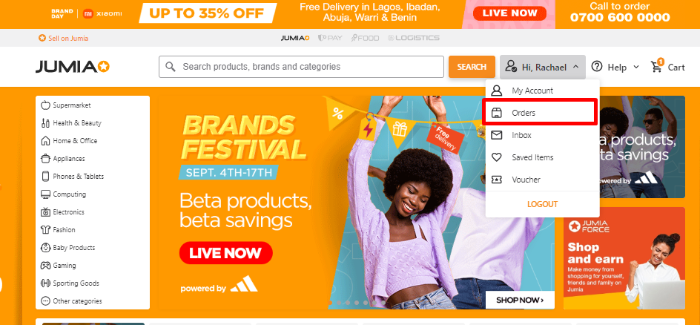 BRAND DAY
xiaomi
UP TO 35% OFF
Free Delivery in Lagos, Ibadan,
Abuja, Warri & Benin
LIVE NOW
Call to order
0700 600 0000
Sell on Jumia
JUMIA
PAY
FOOD
LOGISTICS
JUMIA
Search products, brands and categories
SEARCH
Hi, Rachael
Help
1
Cart
Supermarket
Health & Beauty
Home & Office
Appliances
Phones & Tablets
Computing
Electronics
Fashion
Baby Products
Gaming
Sporting Goods
Other categories
BRANDS
FESTIVAL
SEPT. 4TH-17TH
Beta products,
beta savings
LIVE NOW
powered by
Free
delivery
SHOP NOW
My Account
Orders
Inbox
Saved Items
Voucher
LOGOUT
Beta products,
beta savings
powered by
JUMIA
FORCE
Shop
and earn
Make money from
shopping for yourself,
friends and family on
Jumia